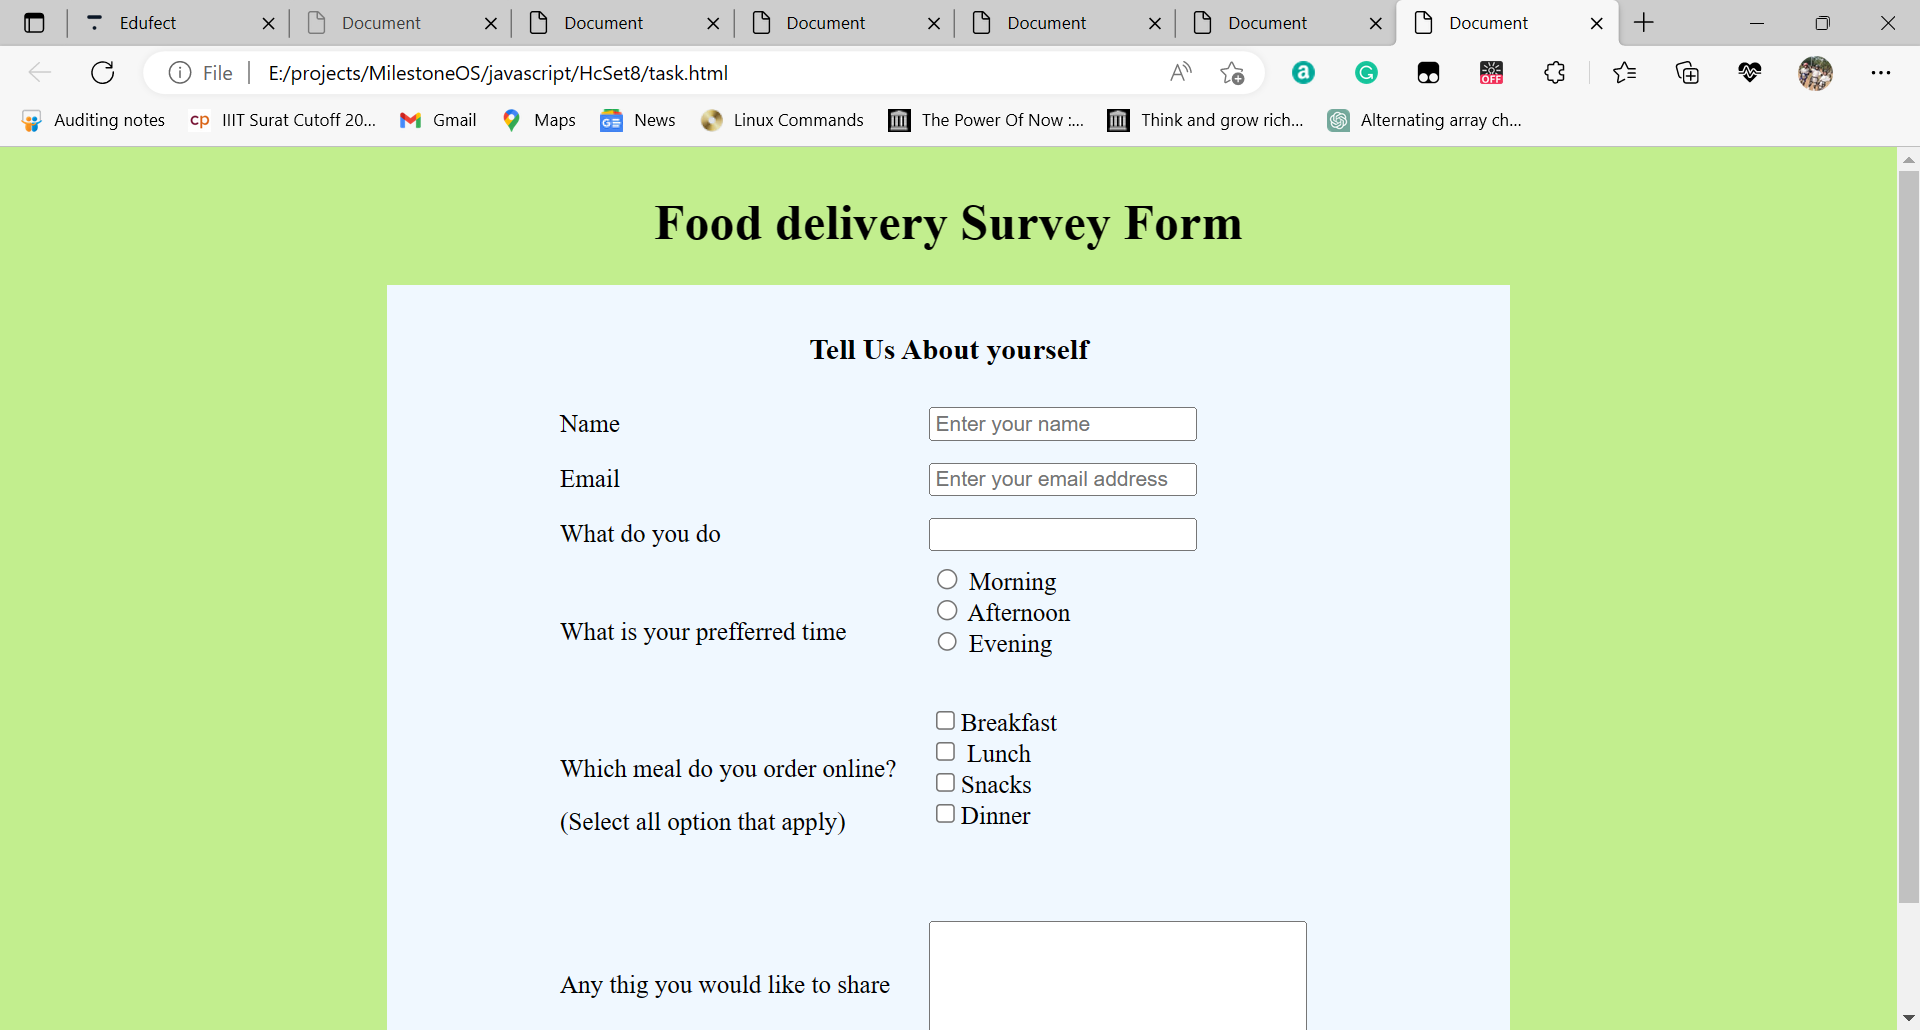 Edufect Document Document Document Document Document Document
File E:/projects/MilestoneOS/javascript/HcSet8/task.html A a G OFF
Auditing notes cp IIIT Surat Cutoff 20... Gmail Maps GE News Linux Commands The Power Of Now :... Think and grow rich... Alternating array ch...
Food delivery Survey Form
Tell Us About yourself
Name Enter your name
Email Enter your email address
What do you do
Morning
Afternoon
What is your prefferred time
Evening
Breakfast
Lunch
Which meal do you order online?
Snacks
Dinner
(Select all option that apply)
Any thig you would like to share